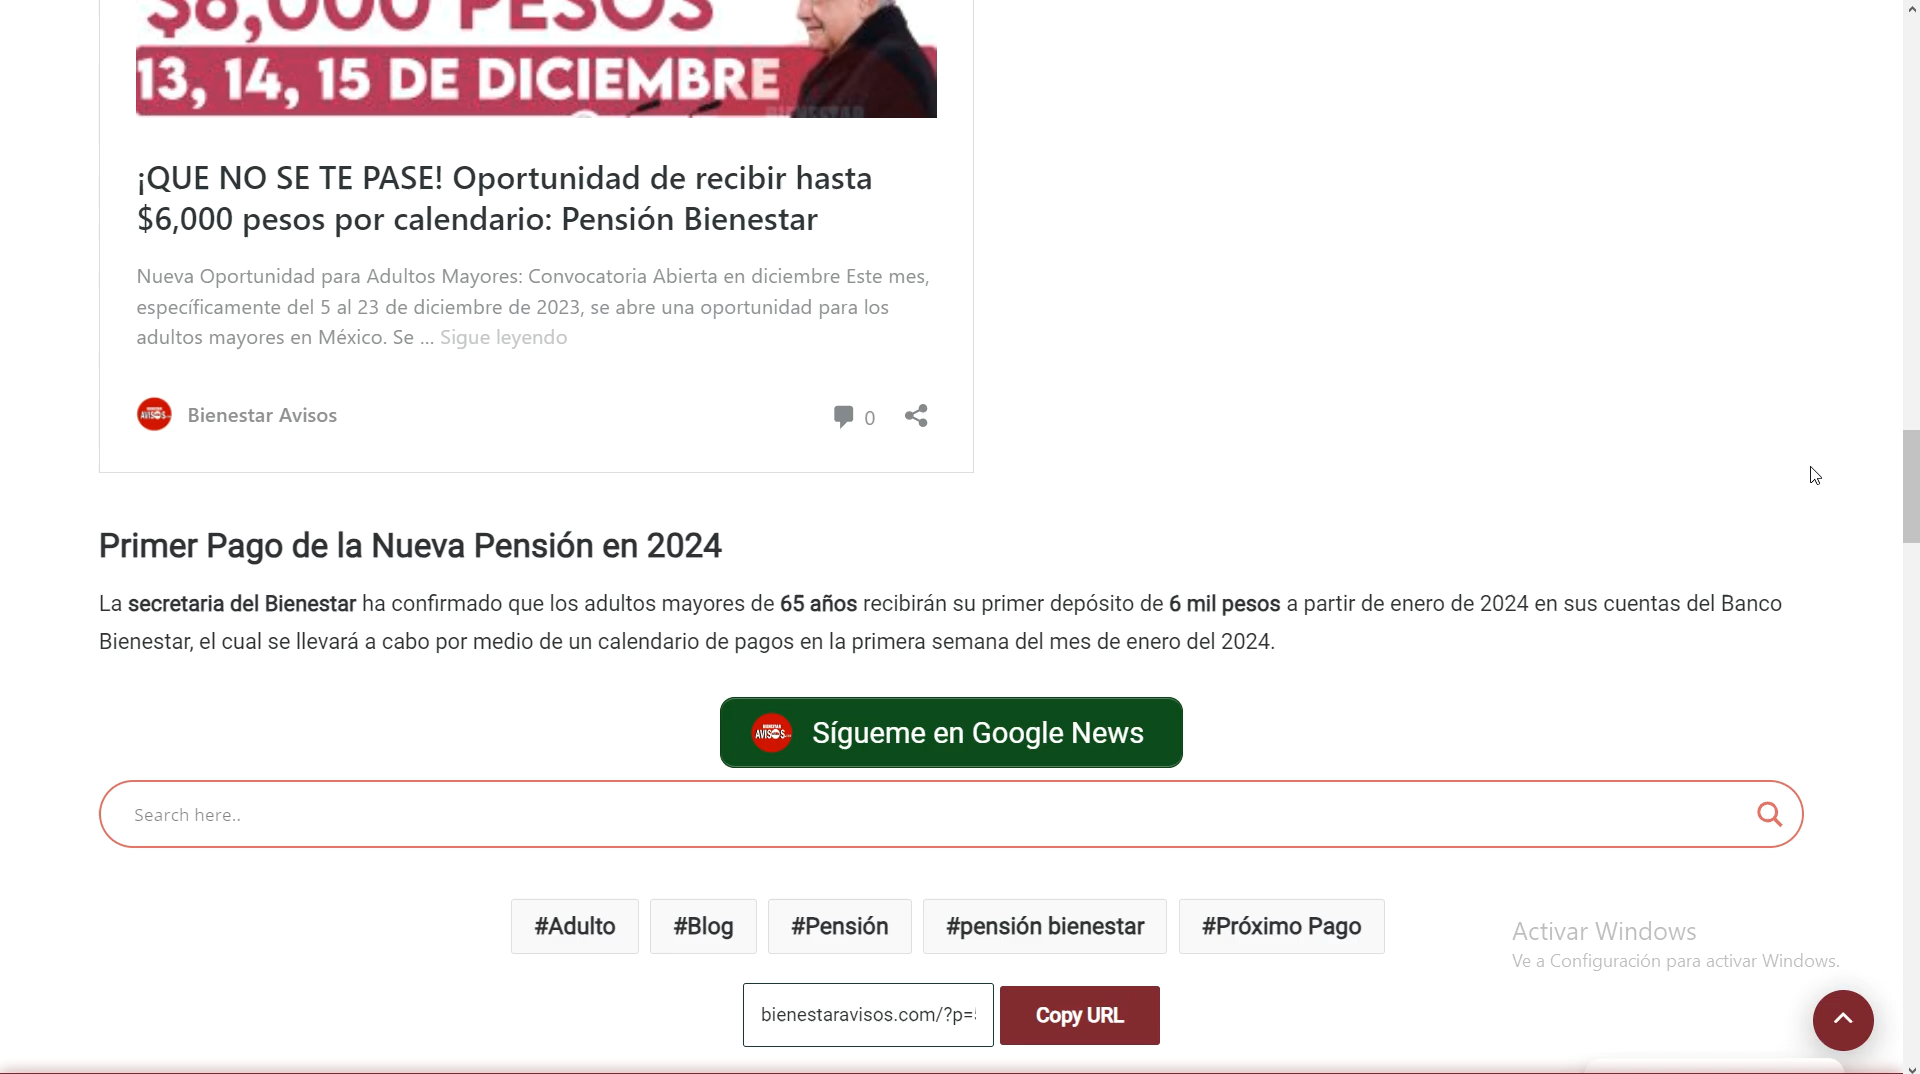 $6,000 PESOS
13, 14, 15 DE DICIEMBRE
¡QUE NO SE TE PASE! Oportunidad de recibir hasta
$6,000 pesos por calendario: Pensión Bienestar
Nueva Oportunidad para Adultos Mayores: Convocatoria Abierta en diciembre Este mes,
específicamente del 5 al 23 de diciembre de 2023, se abre una oportunidad para los
adultos mayores en México. Se ... Sigue leyendo
Bienestar Avisos
0
Primer Pago de la Nueva Pensión en 2024
La secretaria del Bienestar ha confirmado que los adultos mayores de 65 años recibirán su primer depósito de 6 mil pesos a partir de enero de 2024 en sus cuentas del Banco
Bienestar, el cual se llevará a cabo por medio de un calendario de pagos en la primera semana del mes de enero del 2024.
Sígueme en Google News
Search here..
#Adulto
#Blog
#Pensión
#pensión bienestar
#Próximo Pago
Activar Windows
Ve a Configuración para activar Windows.
bienestaravisos.com/?p=
Copy URL